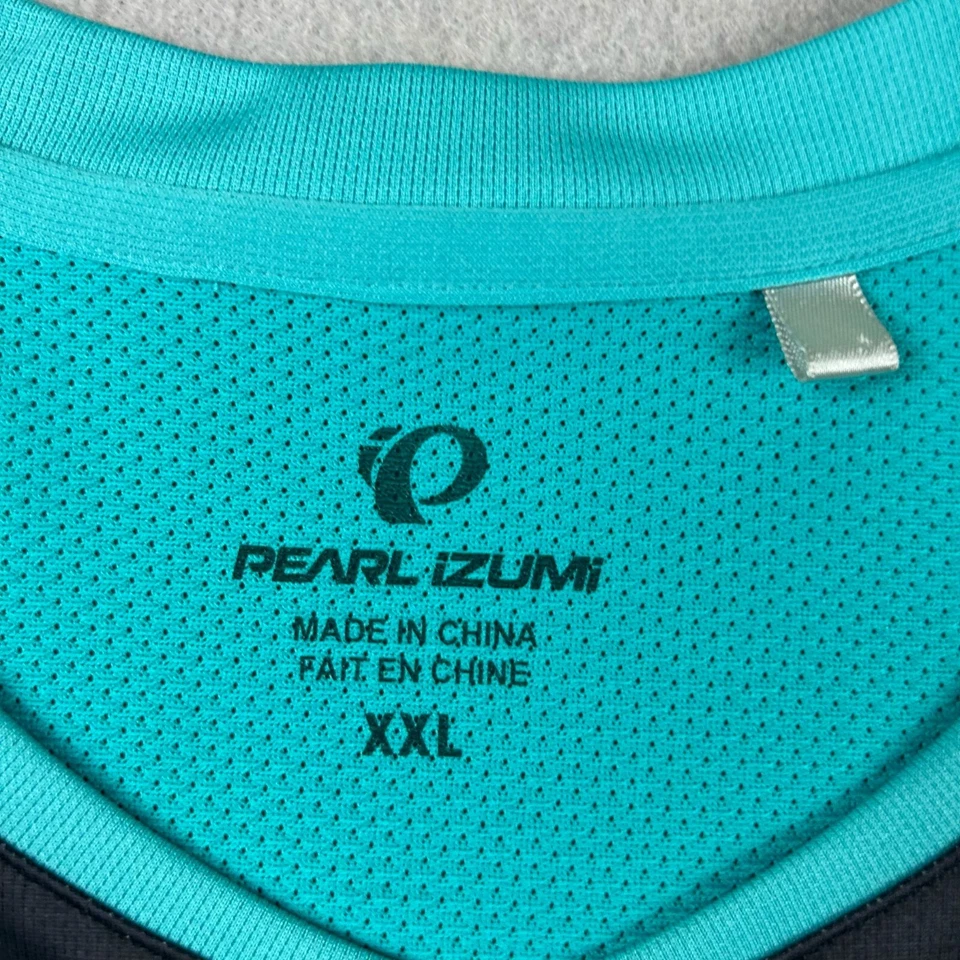 PEARL iZUMi
MADE IN CHINA
FAIT EN CHINE
XXL